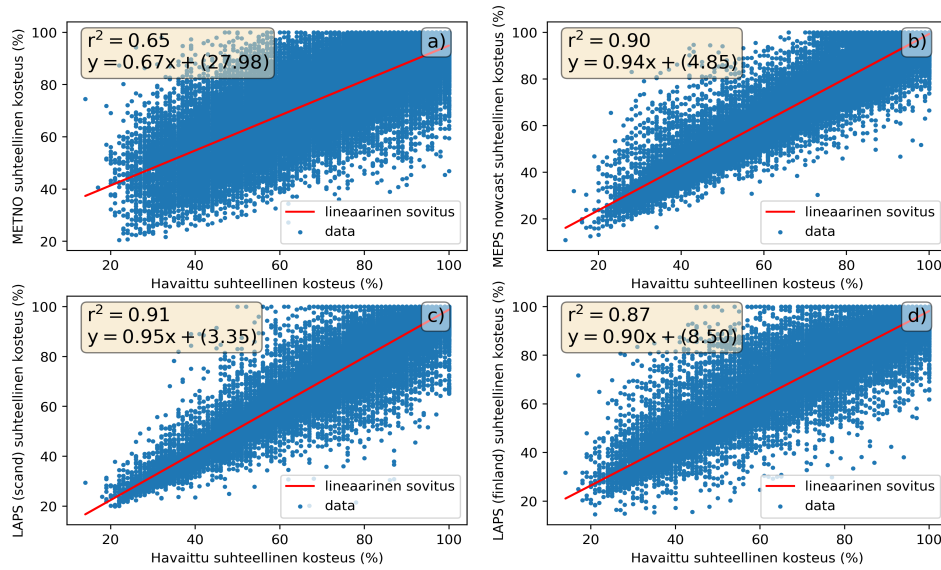 METNO suhteellinen kosteus (%)
100
80
60
40
20
r² = 0.65
y = 0.67x + (27.98)
a)
lineaarinen sovitus
data
20 40 60 80 100
Havaittu suhteellinen kosteus (%)
MEPS nowcast suhteellinen kosteus (%)
100
80
60
40
20
r² = 0.90
y = 0.94x + (4.85)
b)
lineaarinen sovitus
data
20 40 60 80 100
Havaittu suhteellinen kosteus (%)
LAPS (scand) suhteellinen kosteus (%)
100
80
60
40
20
r² = 0.91
y = 0.95x + (3.35)
c)
lineaarinen sovitus
data
20 40 60 80 100
Havaittu suhteellinen kosteus (%)
LAPS (finland) suhteellinen kosteus (%)
100
80
60
40
20
r² = 0.87
y = 0.90x + (8.50)
d)
lineaarinen sovitus
data
20 40 60 80 100
Havaittu suhteellinen kosteus (%)